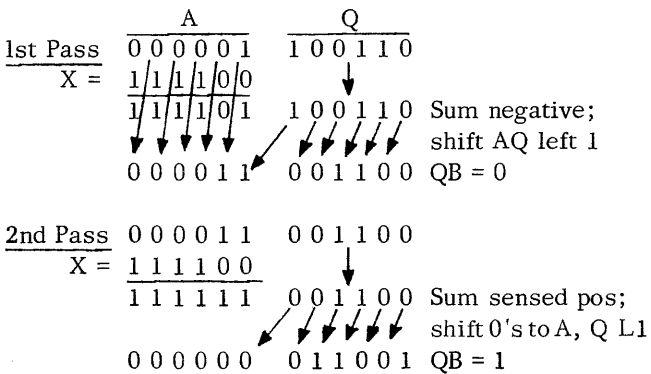 A Q
1st Pass 0 0 0 0 0 1 1 0 0 1 1 0
X = 1 1 1 1 0 0
1 1 1 1 0 1 1 0 0 1 1 0 Sum negative;
shift AQ left 1
0 0 0 0 1 1 0 0 1 1 0 0 QB = 0
2nd Pass 0 0 0 0 1 1 0 0 1 1 0 0
X = 1 1 1 1 0 0
1 1 1 1 1 1 0 0 1 1 0 0 Sum sensed pos;
shift 0's to A, Q L1
0 0 0 0 0 0 0 1 1 0 0 1 QB = 1